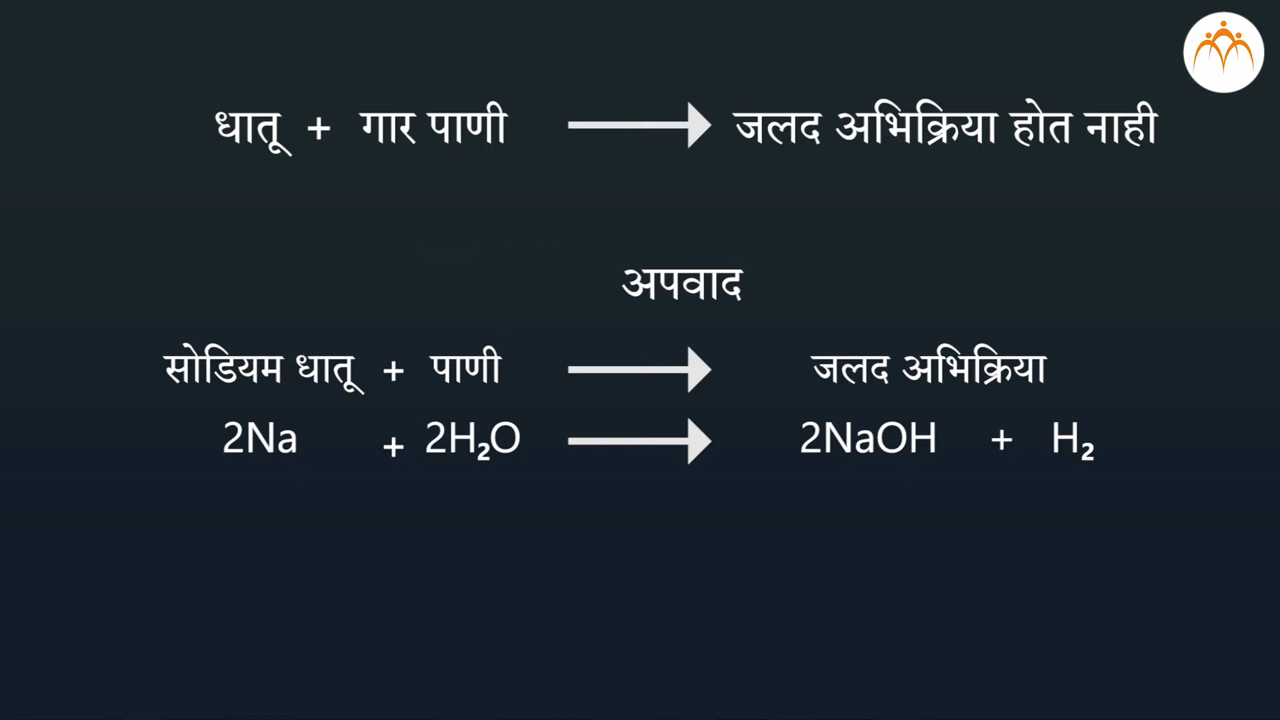 धातू + गार पाणी → जलद अभिक्रिया होत नाही
अपवाद
सोडियम धातू + पाणी → जलद अभिक्रिया
2Na + 2H₂O → 2NaOH + H₂